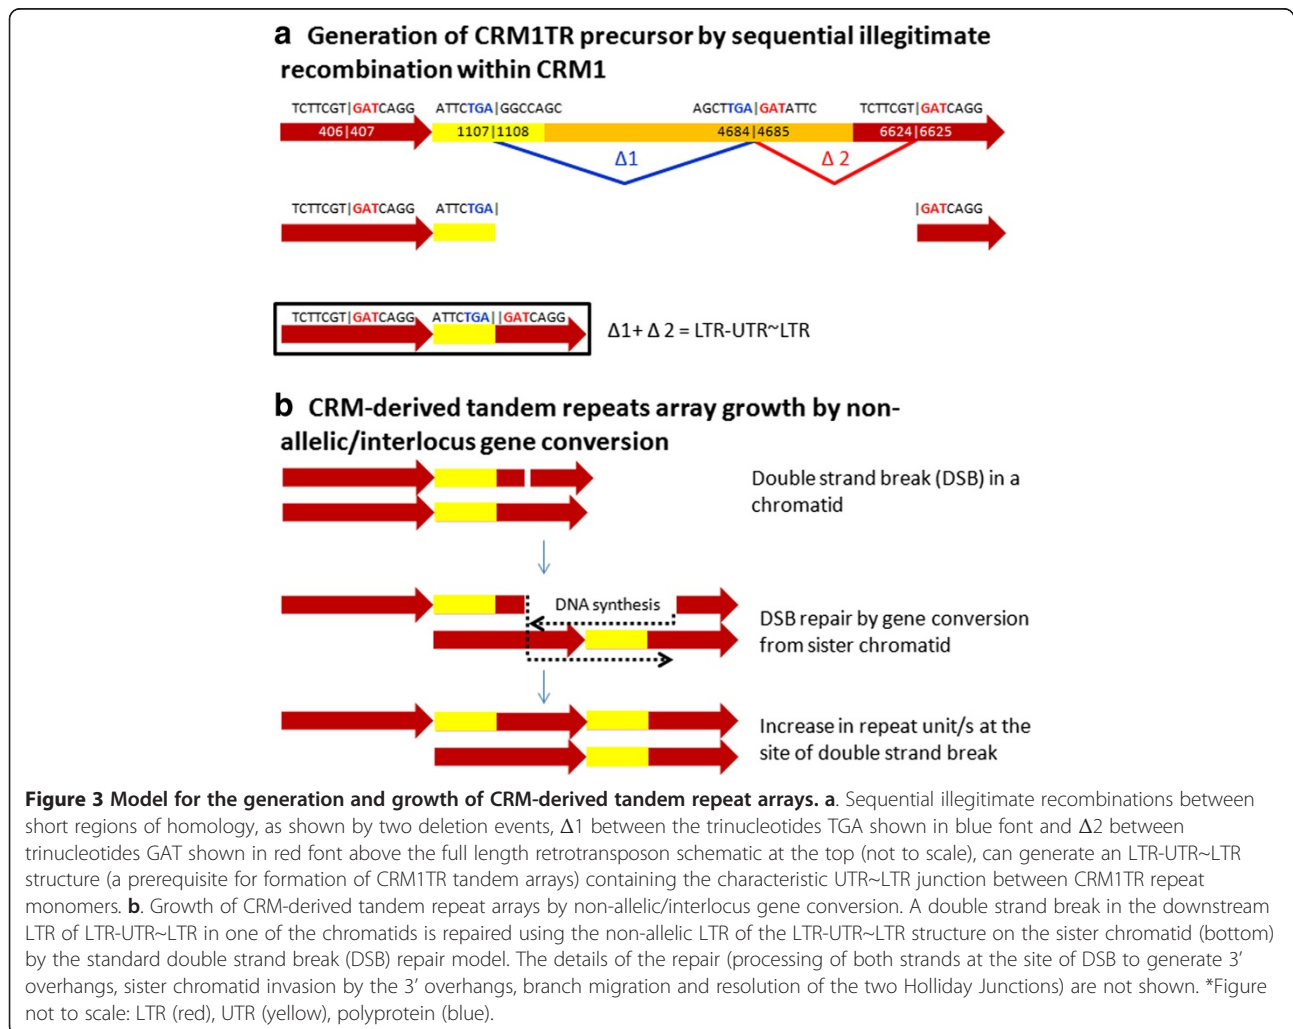 a Generation of CRM1TR precursor by sequential illegitimate
recombination within CRM1
TCTTCGT|GATCAGG ATTCTGA|GGCCAGC AGCTTGA|GATATTC TCTTCGT|GATCAGG
406|407 1107|1108 4684|4685 6624|6625
Δ1 Δ 2
TCTTCGT|GATCAGG ATTCTGA| |GATCAGG
TCTTCGT|GATCAGG ATTCTGA||GATCAGG
Δ1+ Δ 2 = LTR-UTR~LTR
b CRM-derived tandem repeats array growth by non-
allelic/interlocus gene conversion
Double strand break (DSB) in a
chromatid
DNA synthesis
DSB repair by gene conversion
from sister chromatid
Increase in repeat unit/s at the
site of double strand break
Figure 3 Model for the generation and growth of CRM-derived tandem repeat arrays. a. Sequential illegitimate recombinations between
short regions of homology, as shown by two deletion events, Δ1 between the trinucleotides TGA shown in blue font and Δ2 between
trinucleotides GAT shown in red font above the full length retrotransposon schematic at the top (not to scale), can generate an LTR-UTR~LTR
structure (a prerequisite for formation of CRM1TR tandem arrays) containing the characteristic UTR~LTR junction between CRM1TR repeat
monomers. b. Growth of CRM-derived tandem repeat arrays by non-allelic/interlocus gene conversion. A double strand break in the downstream
LTR of LTR-UTR~LTR in one of the chromatids is repaired using the non-allelic LTR of the LTR-UTR~LTR structure on the sister chromatid (bottom)
by the standard double strand break (DSB) repair model. The details of the repair (processing of both strands at the site of DSB to generate 3’
overhangs, sister chromatid invasion by the 3’ overhangs, branch migration and resolution of the two Holliday Junctions) are not shown. *Figure
not to scale: LTR (red), UTR (yellow), polyprotein (blue).